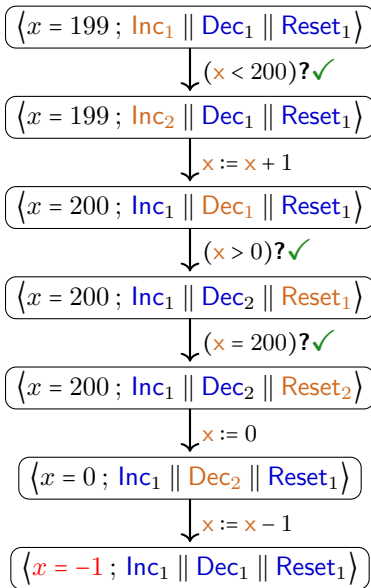 ⟨x = 199 ; Inc₁ ∥ Dec₁ ∥ Reset₁⟩
(x < 200)?✓
⟨x = 199 ; Inc₂ ∥ Dec₁ ∥ Reset₁⟩
x := x + 1
⟨x = 200 ; Inc₁ ∥ Dec₁ ∥ Reset₁⟩
(x > 0)?✓
⟨x = 200 ; Inc₁ ∥ Dec₂ ∥ Reset₁⟩
(x = 200)?✓
⟨x = 200 ; Inc₁ ∥ Dec₂ ∥ Reset₂⟩
x := 0
⟨x = 0 ; Inc₁ ∥ Dec₂ ∥ Reset₁⟩
x := x − 1
⟨x = −1 ; Inc₁ ∥ Dec₁ ∥ Reset₁⟩